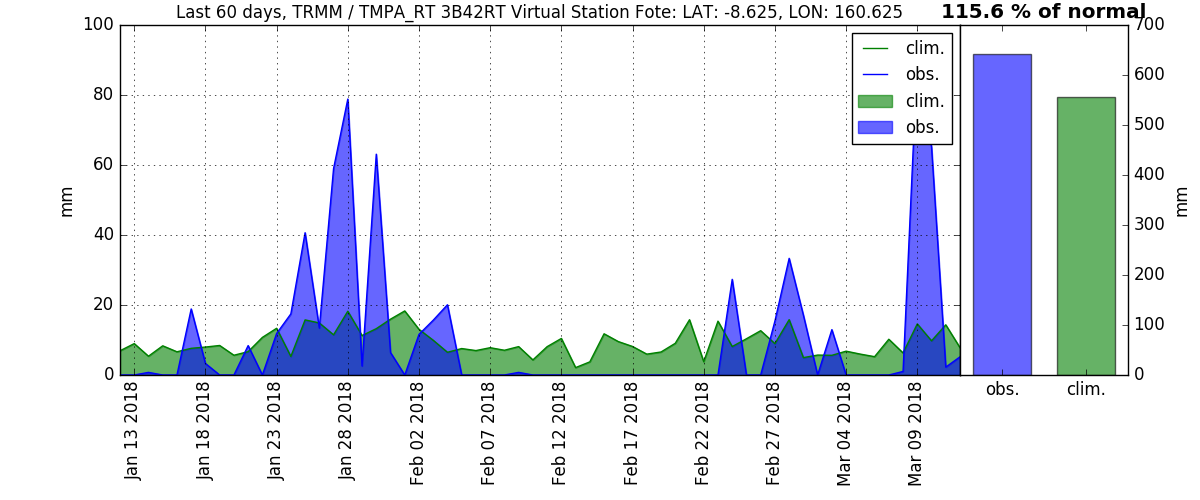 Last 60 days, TRMM / TMPA_RT 3B42RT Virtual Station Fote: LAT: -8.625, LON: 160.625
115.6 % of normal
100
80
60
40
20
0
mm
clim.
obs.
clim.
obs.
700
600
500
400
300
200
100
0
mm
obs.
clim.
Jan 13 2018
Jan 18 2018
Jan 23 2018
Jan 28 2018
Feb 02 2018
Feb 07 2018
Feb 12 2018
Feb 17 2018
Feb 22 2018
Feb 27 2018
Mar 04 2018
Mar 09 2018